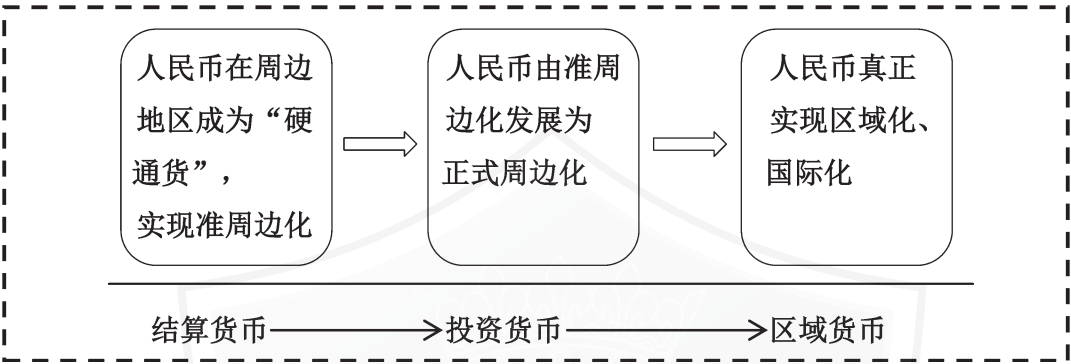 人民币在周边
地区成为“硬
通货”,
实现准周边化
人民币由准周
边化发展为
正式周边化
人民币真正
实现区域化、
国际化
结算货币
投资货币
区域货币